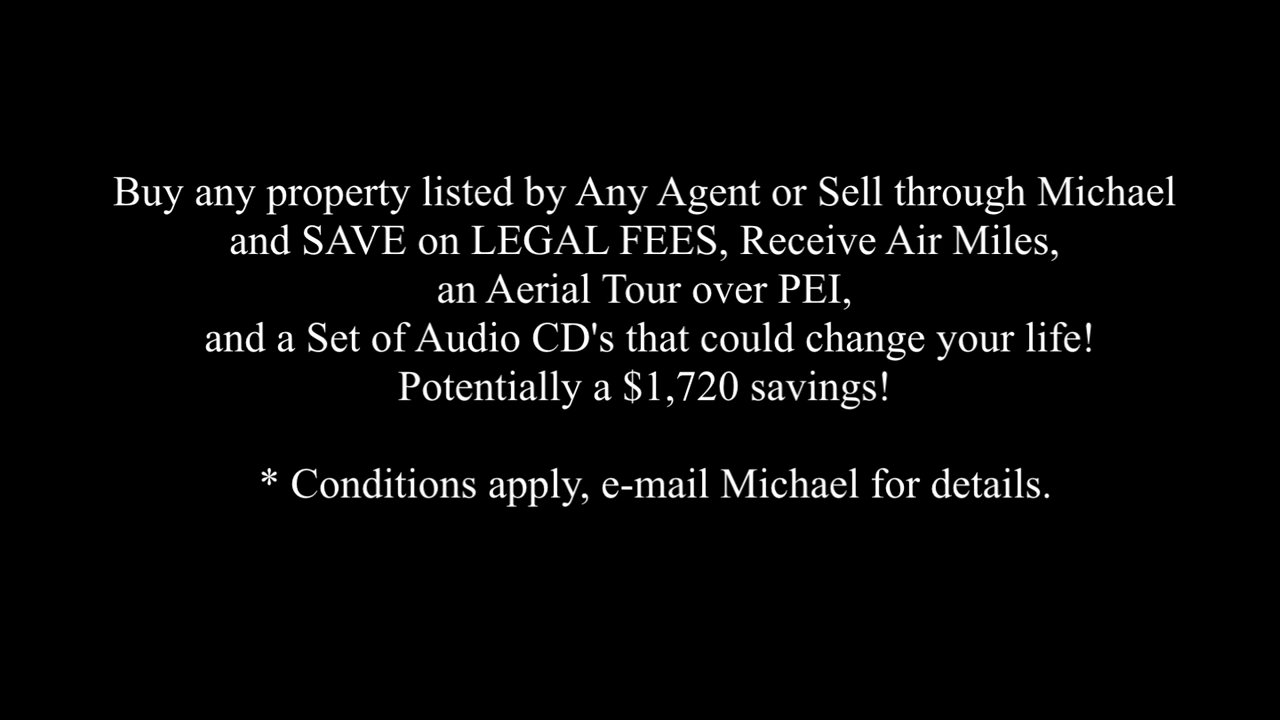 Buy any property listed by Any Agent or Sell through Michael
and SAVE on LEGAL FEES, Receive Air Miles,
an Aerial Tour over PEI,
and a Set of Audio CD's that could change your life!
Potentially a $1,720 savings!
* Conditions apply, e-mail Michael for details.